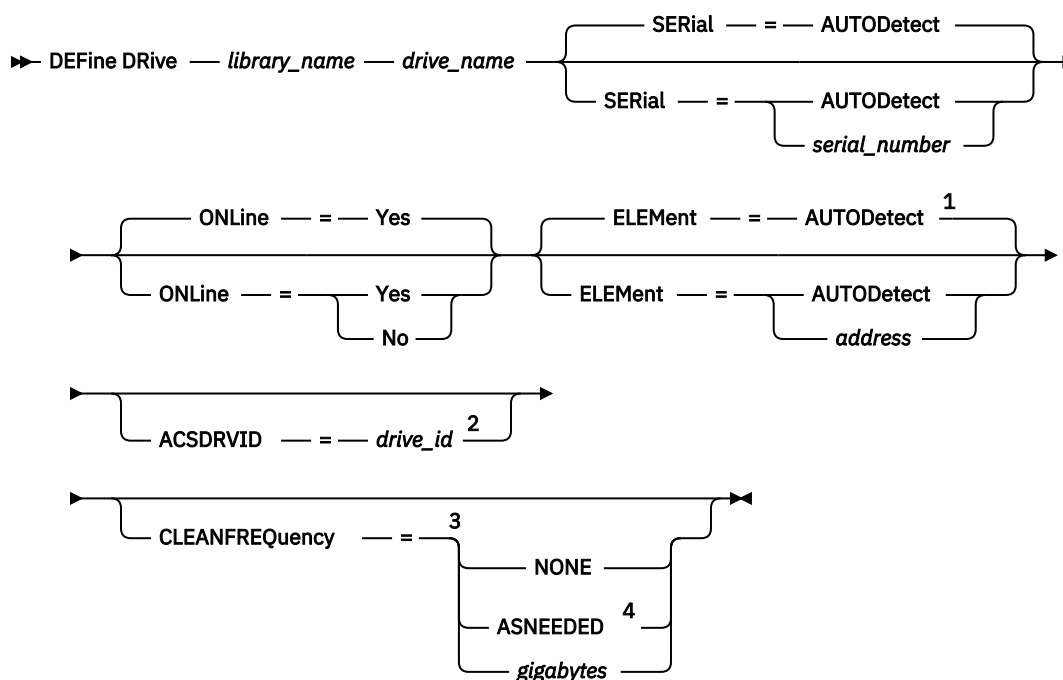 SERial = AUTODetect
DEFine DRive library_name drive_name
SERial = AUTODetect
serial_number
ONLine = Yes ELEMent = AUTODetect 1
ONLine = Yes ELEMent = AUTODetect
No address
ACSDRVID = drive_id 2
CLEANFREQuency = 3
NONE
ASNEEDED 4
gigabytes